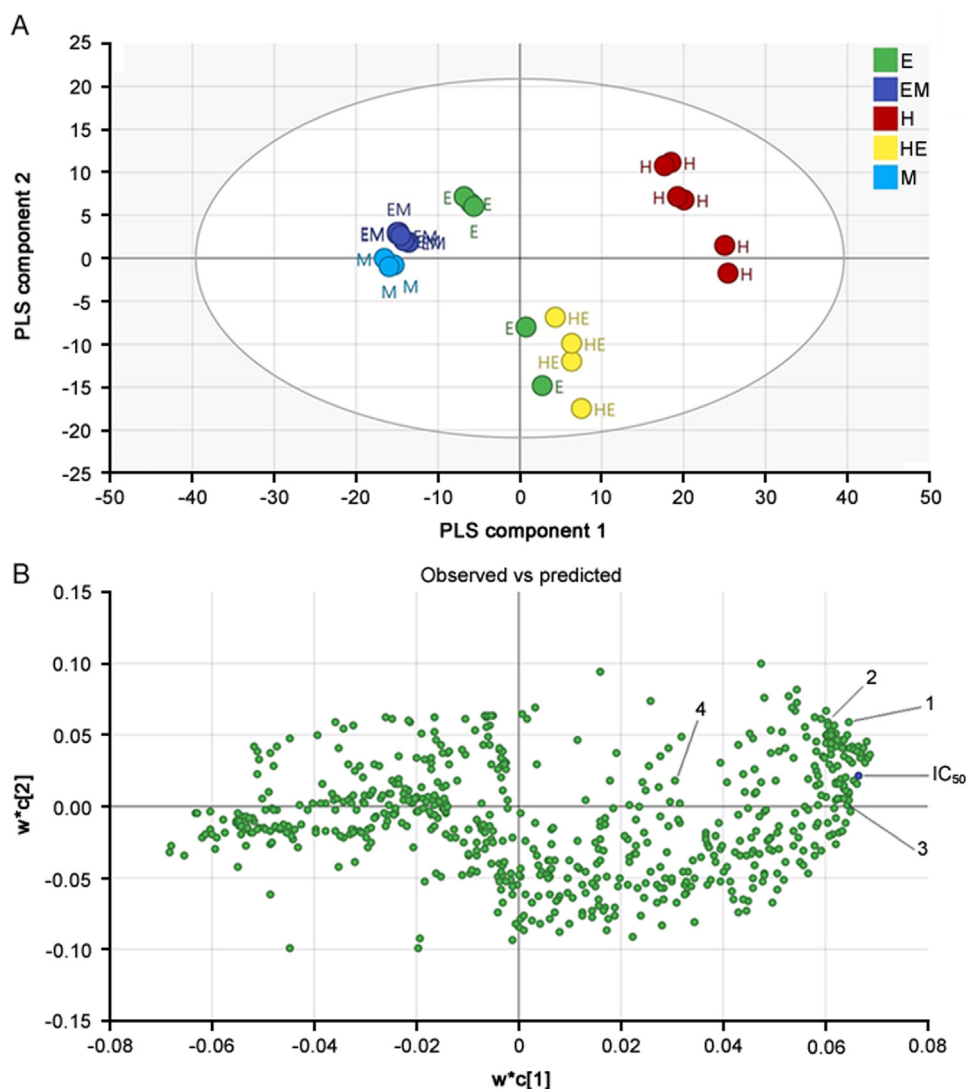 A
25
20
15
10
5
0
-5
-10
-15
-20
-25
PLS component 2
E
EM
H
HE
M
H H
H H
H
H
E E
E
EM
EM EM
EM
M
M
M
E HE
HE
HE
E
HE
-50 -40 -30 -20 -10 0 10 20 30 40 50
PLS component 1
B
Observed vs predicted
0.15
0.10
0.05
0.00
-0.05
-0.10
-0.15
w*c[2]
2
1
4
IC50
3
-0.08 -0.06 -0.04 -0.02 0 0.02 0.04 0.06 0.08
w*c[1]